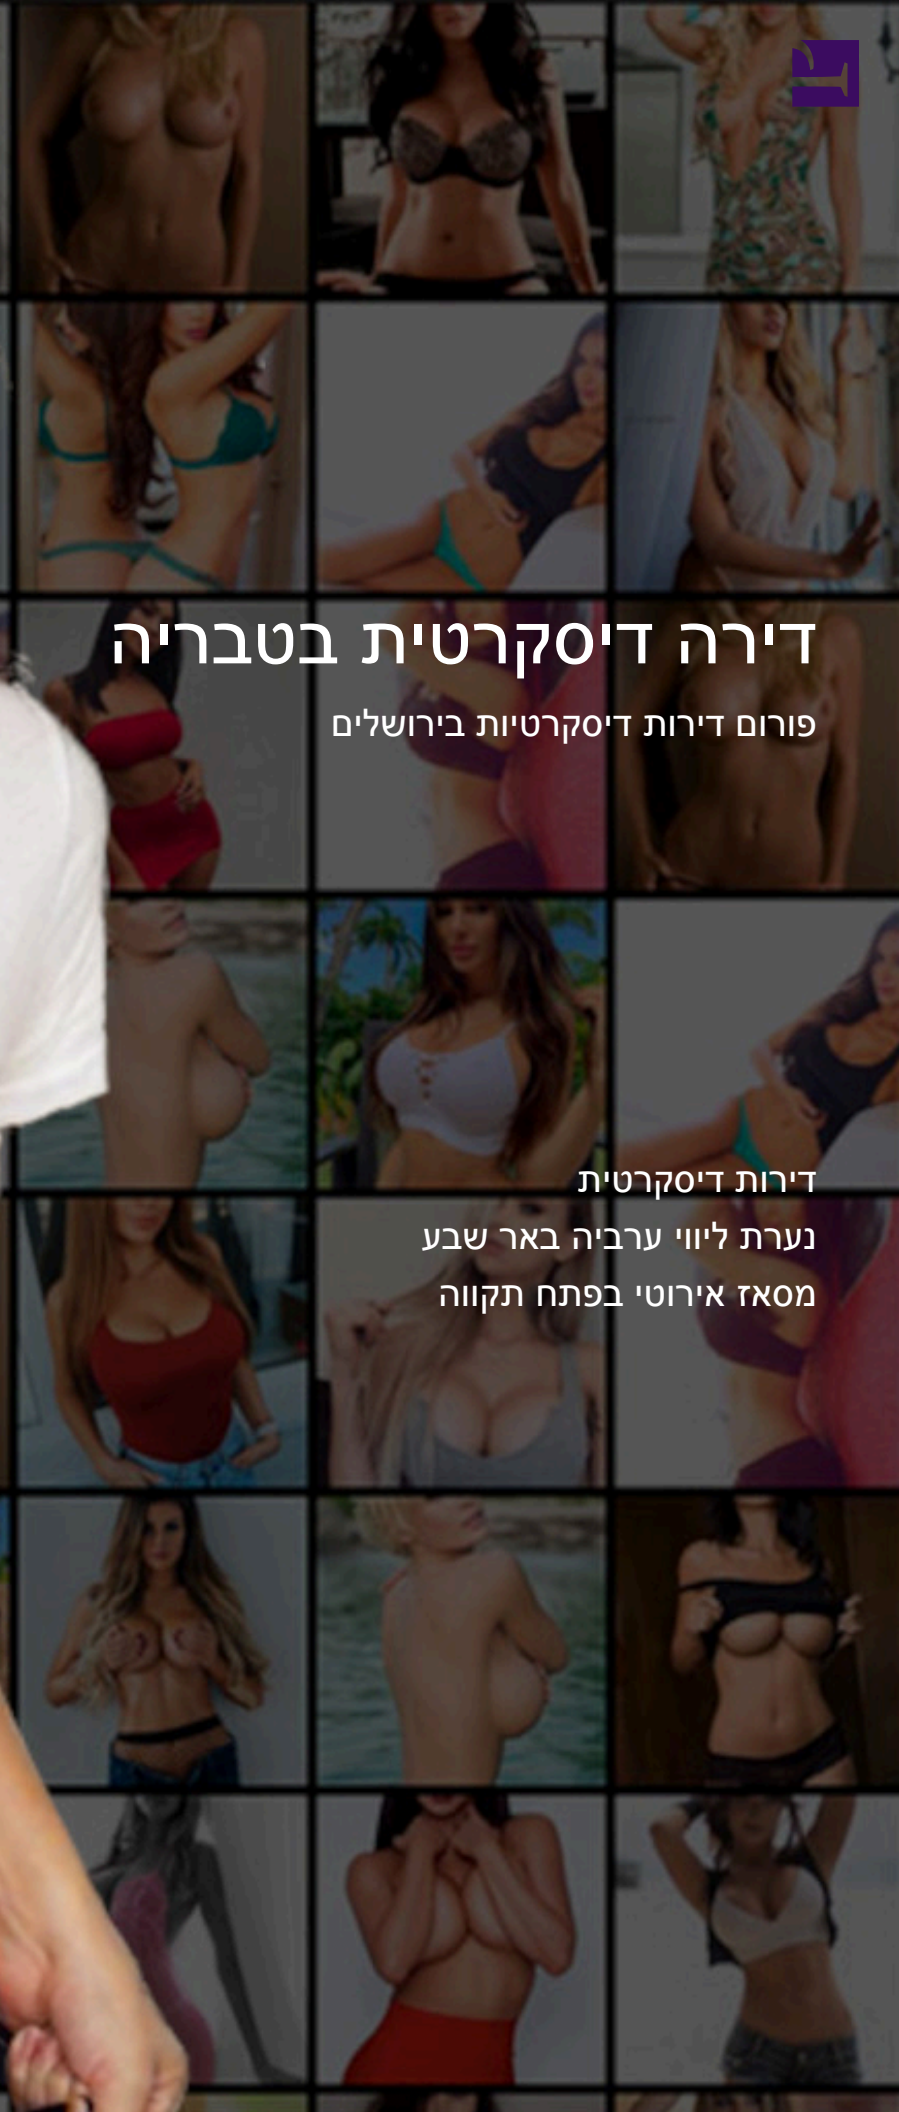 דירה דיסקרטית בטבריה
פורום דירות דיסקרטיות בירושלים
דירות דיסקרטית
נערת ליווי ערביה באר שבע
מסאז אירוטי בפתח תקווה